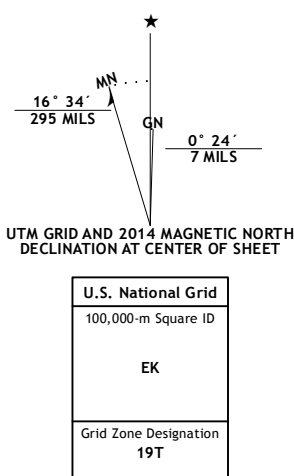 MN
GN
16° 34´
295 MILS
0° 24´
7 MILS
UTM GRID AND 2014 MAGNETIC NORTH
DECLINATION AT CENTER OF SHEET
U.S. National Grid
100,000-m Square ID
EK
Grid Zone Designation
19T